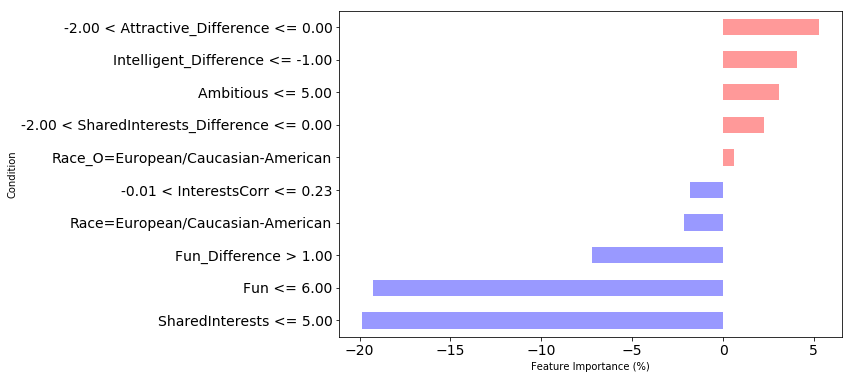 -2.00 < Attractive_Difference <= 0.00
Intelligent_Difference <= -1.00
Ambitious <= 5.00
-2.00 < SharedInterests_Difference <= 0.00
Race_O=European/Caucasian-American
-0.01 < InterestsCorr <= 0.23
Race=European/Caucasian-American
Fun_Difference > 1.00
Fun <= 6.00
SharedInterests <= 5.00
Condition
−20 −15 −10 −5 0 5
Feature Importance (%)